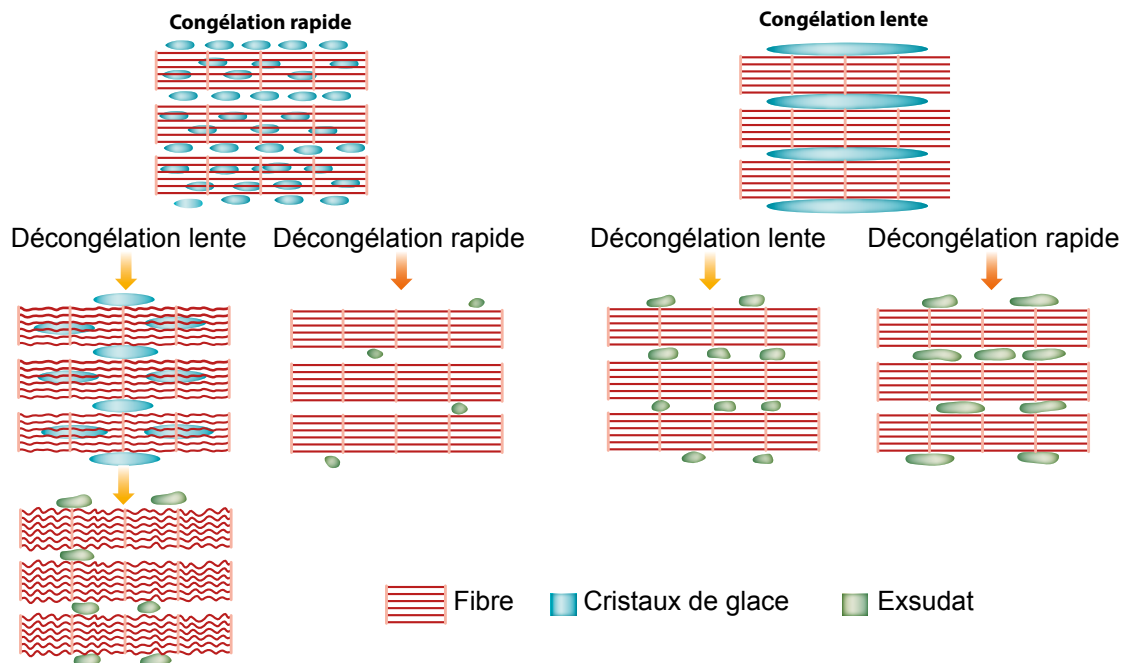 Congélation rapide
Congélation lente
Décongélation lente
Décongélation rapide
Décongélation lente
Décongélation rapide
Fibre
Cristaux de glace
Exsudat